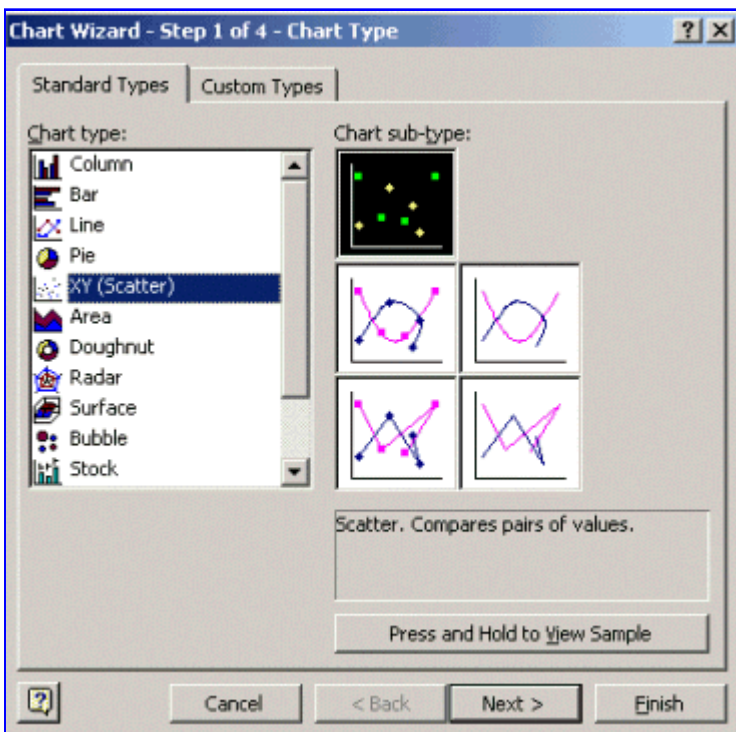 Chart Wizard - Step 1 of 4 - Chart Type
Standard Types
Custom Types
Chart type:
Column
Bar
Line
Pie
XY (Scatter)
Area
Doughnut
Radar
Surface
Bubble
Stock
Chart sub-type:
Scatter. Compares pairs of values.
Press and Hold to View Sample
Cancel
< Back
Next >
Finish